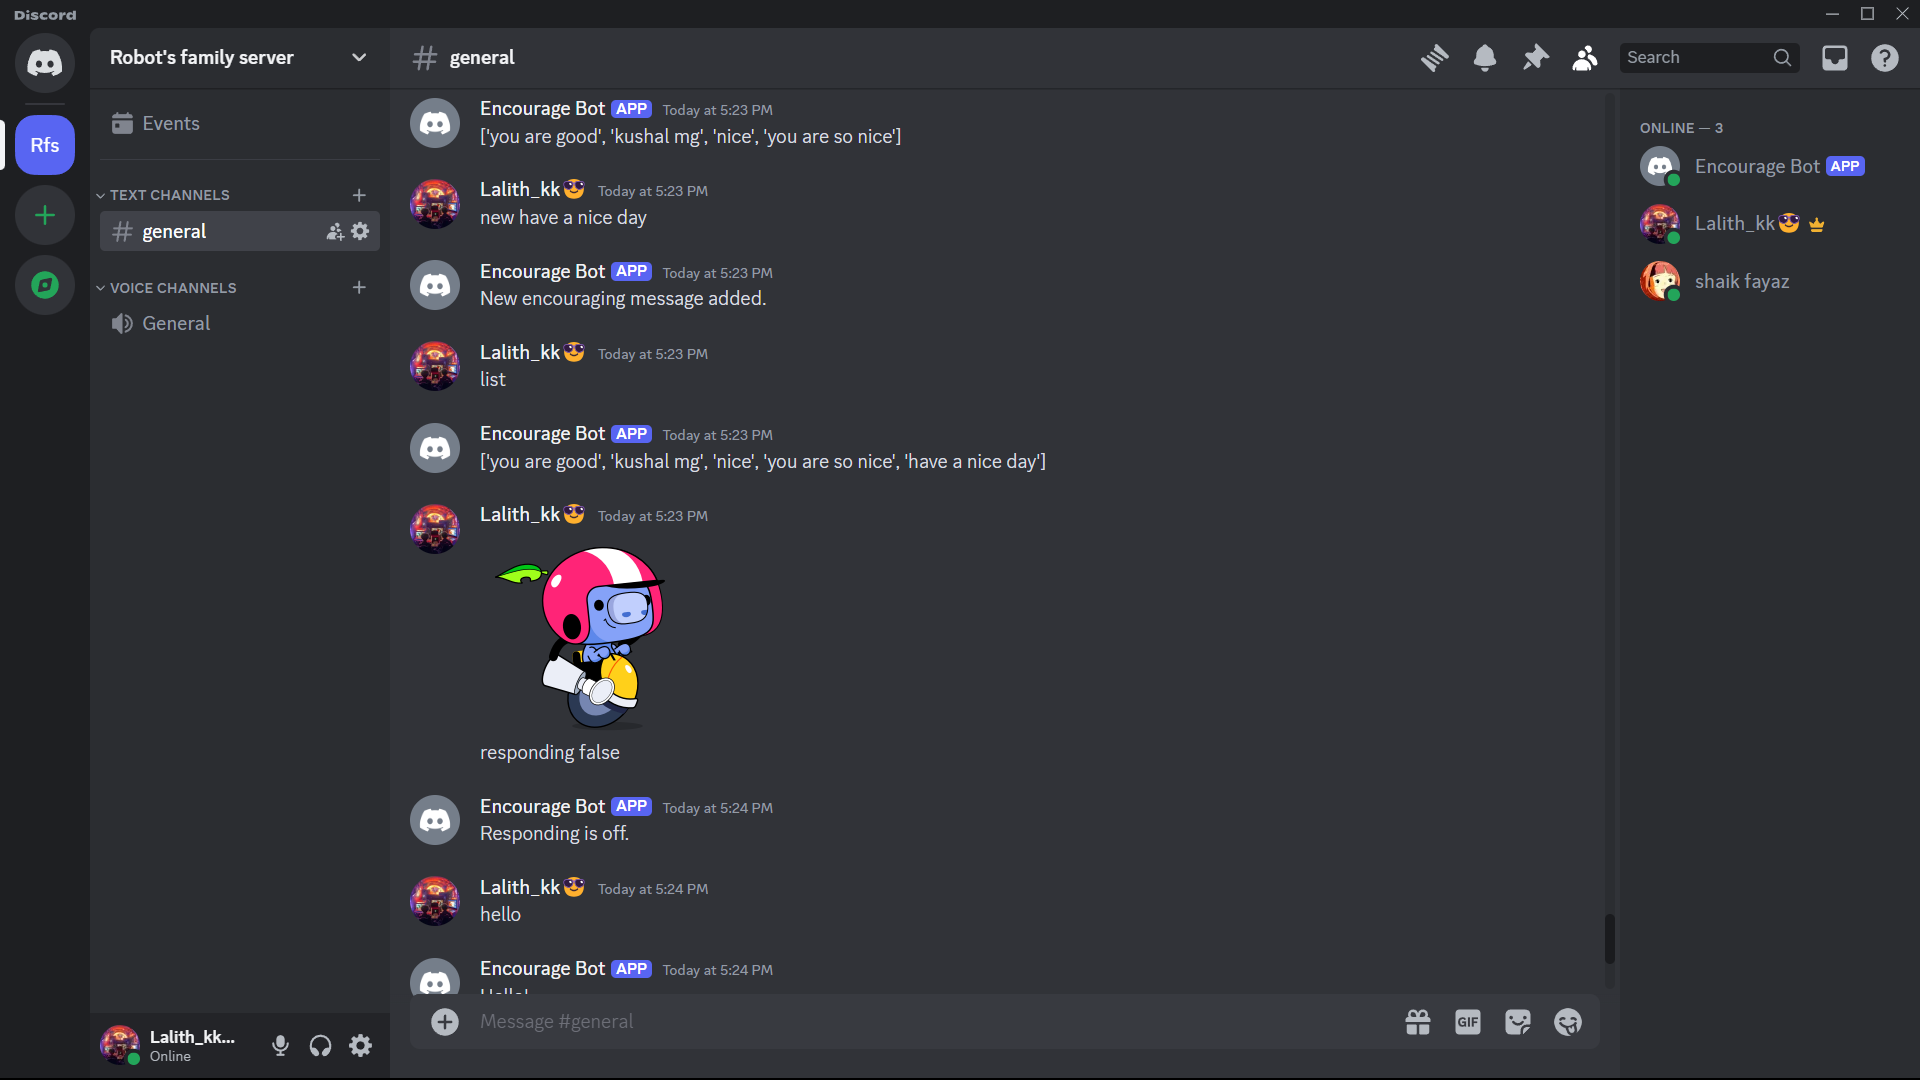 Discord
Robot's family server
Events
TEXT CHANNELS
general
VOICE CHANNELS
General
Rfs
Lalith_kk...
Online
general
Search
Encourage Bot APP Today at 5:23 PM
['you are good', 'kushal mg', 'nice', 'you are so nice']
Lalith_kk😎 Today at 5:23 PM
new have a nice day
Encourage Bot APP Today at 5:23 PM
New encouraging message added.
Lalith_kk😎 Today at 5:23 PM
list
Encourage Bot APP Today at 5:23 PM
['you are good', 'kushal mg', 'nice', 'you are so nice', 'have a nice day']
Lalith_kk😎 Today at 5:23 PM
responding false
Encourage Bot APP Today at 5:24 PM
Responding is off.
Lalith_kk😎 Today at 5:24 PM
hello
Encourage Bot APP Today at 5:24 PM
Hello!
Message #general
GIF
ONLINE — 3
Encourage Bot APP
Lalith_kk😎
shaik fayaz